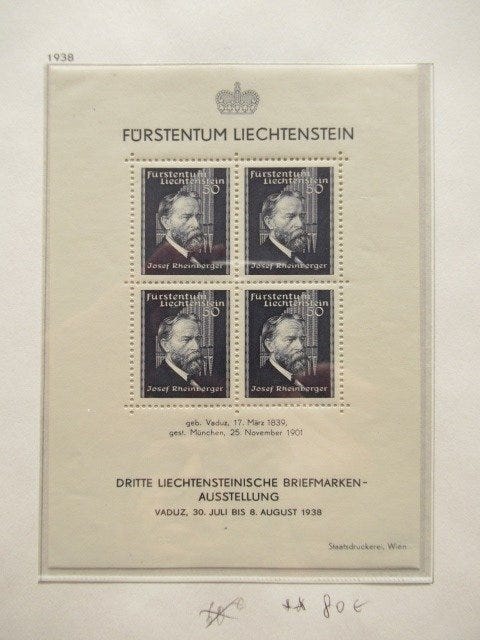 1938
FÜRSTENTUM LIECHTENSTEIN
Fürstentum
Liechtenstein
50
Josef Rheinberger
Fürstentum
Liechtenstein
50
Josef Rheinberger
Fürstentum
Liechtenstein
50
Josef Rheinberger
Fürstentum
Liechtenstein
50
Josef Rheinberger
geb. Vaduz, 17. März 1839,
gest. München, 25. November 1901
DRITTE LIECHTENSTEINISCHE BRIEFMARKEN-
AUSSTELLUNG
VADUZ, 30. JULI BIS 8. AUGUST 1938
Staatsdruckerei, Wien
** 80€